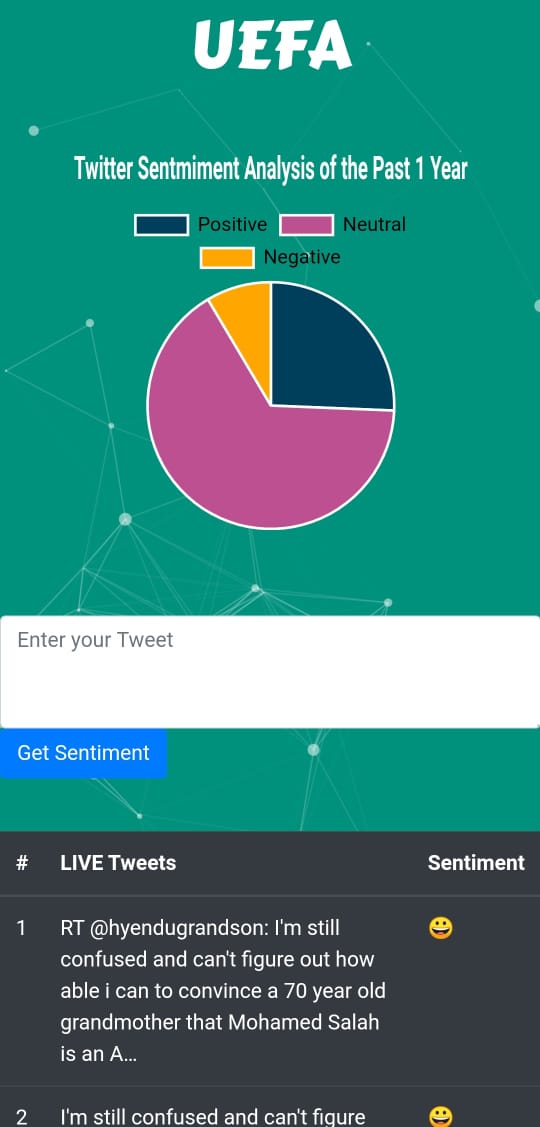 UEFA
Twitter Sentmiment Analysis of the Past 1 Year
Positive Neutral
Negative
Enter your Tweet
Get Sentiment
# LIVE Tweets Sentiment
1 RT @hyendugrandson: I'm still
confused and can't figure out how
able i can to convince a 70 year old
grandmother that Mohamed Salah
is an A...
2 I'm still confused and can't figure